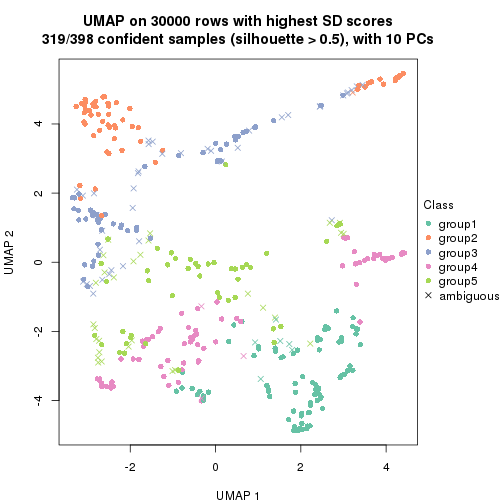 UMAP on 30000 rows with highest SD scores
319/398 confident samples (silhouette > 0.5), with 10 PCs
UMAP 2
4
2
0
-2
-4
-2
0
2
4
UMAP 1
Class
group1
group2
group3
group4
group5
ambiguous